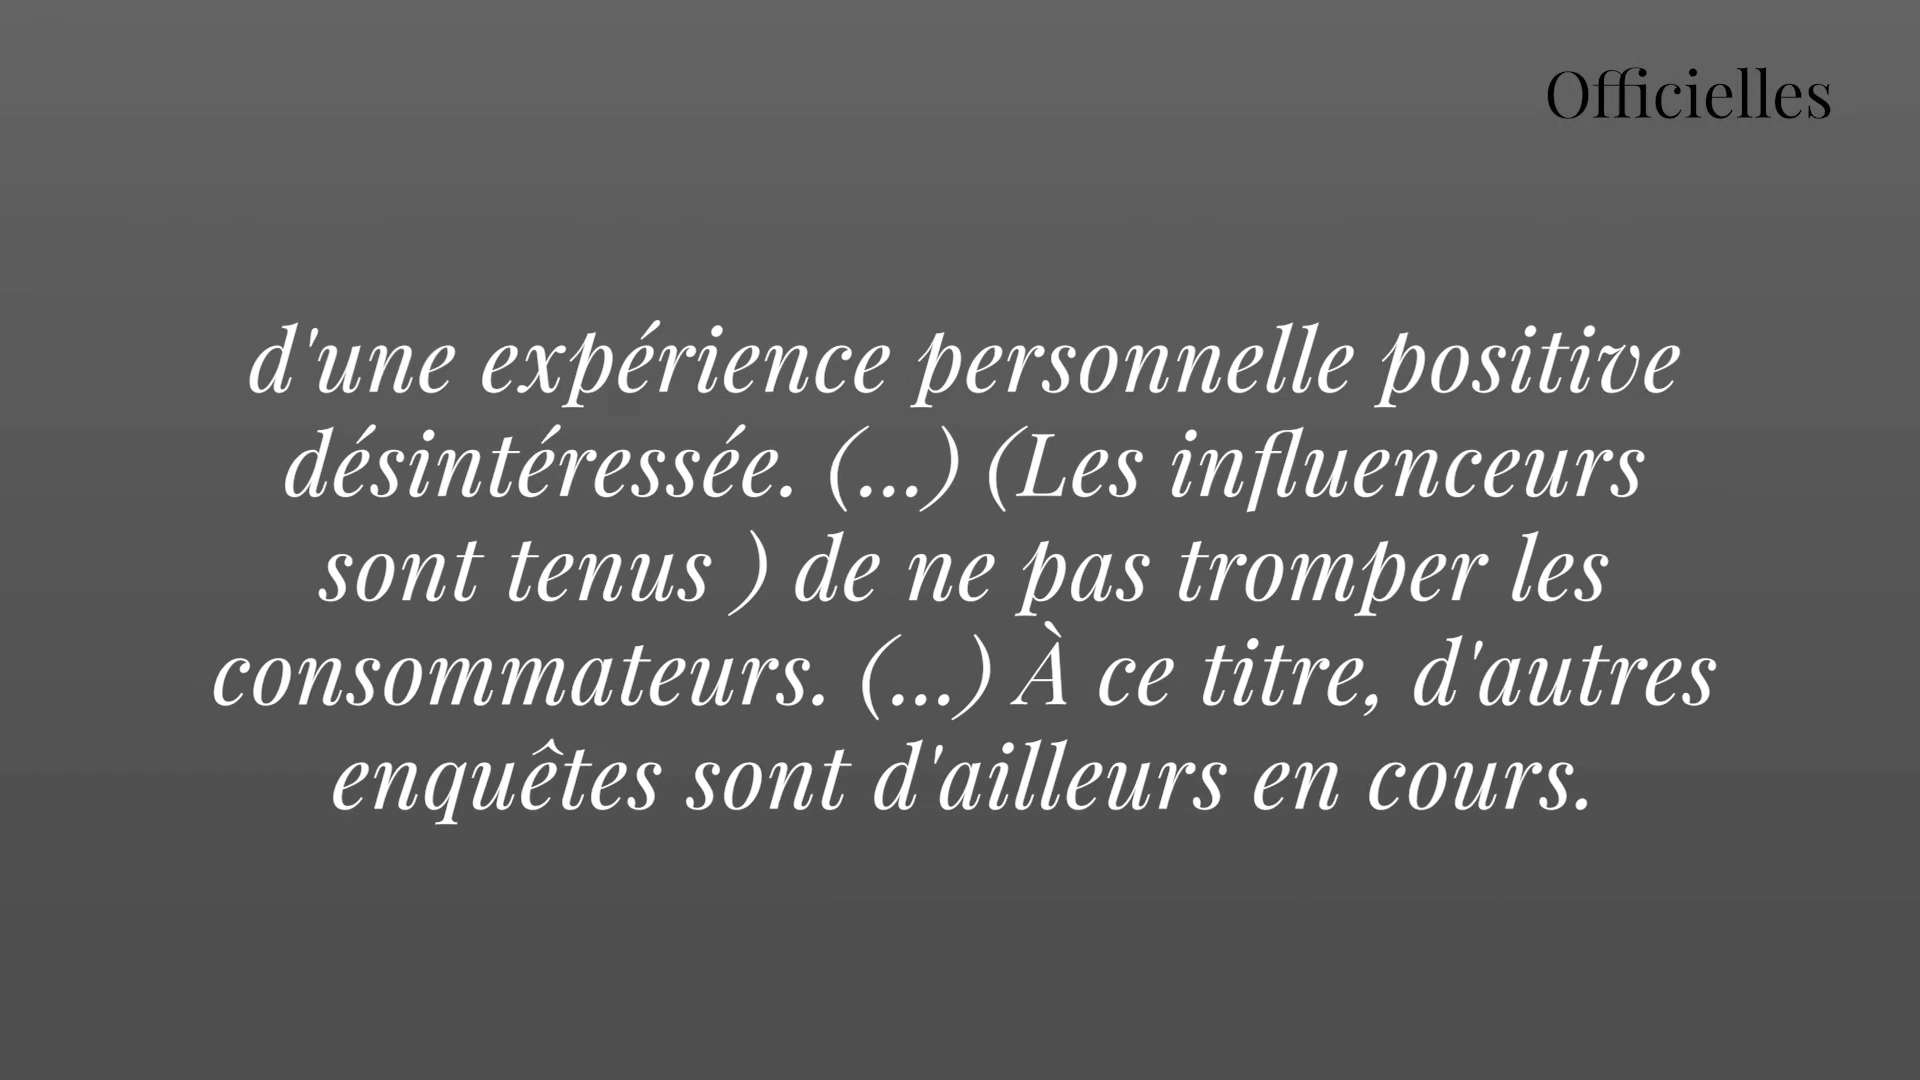 Officielles
d'une expérience personnelle positive
désintéressée. (...) (Les influenceurs
sont tenus ) de ne pas tromper les
consommateurs. (...) À ce titre, d'autres
enquêtes sont d'ailleurs en cours.